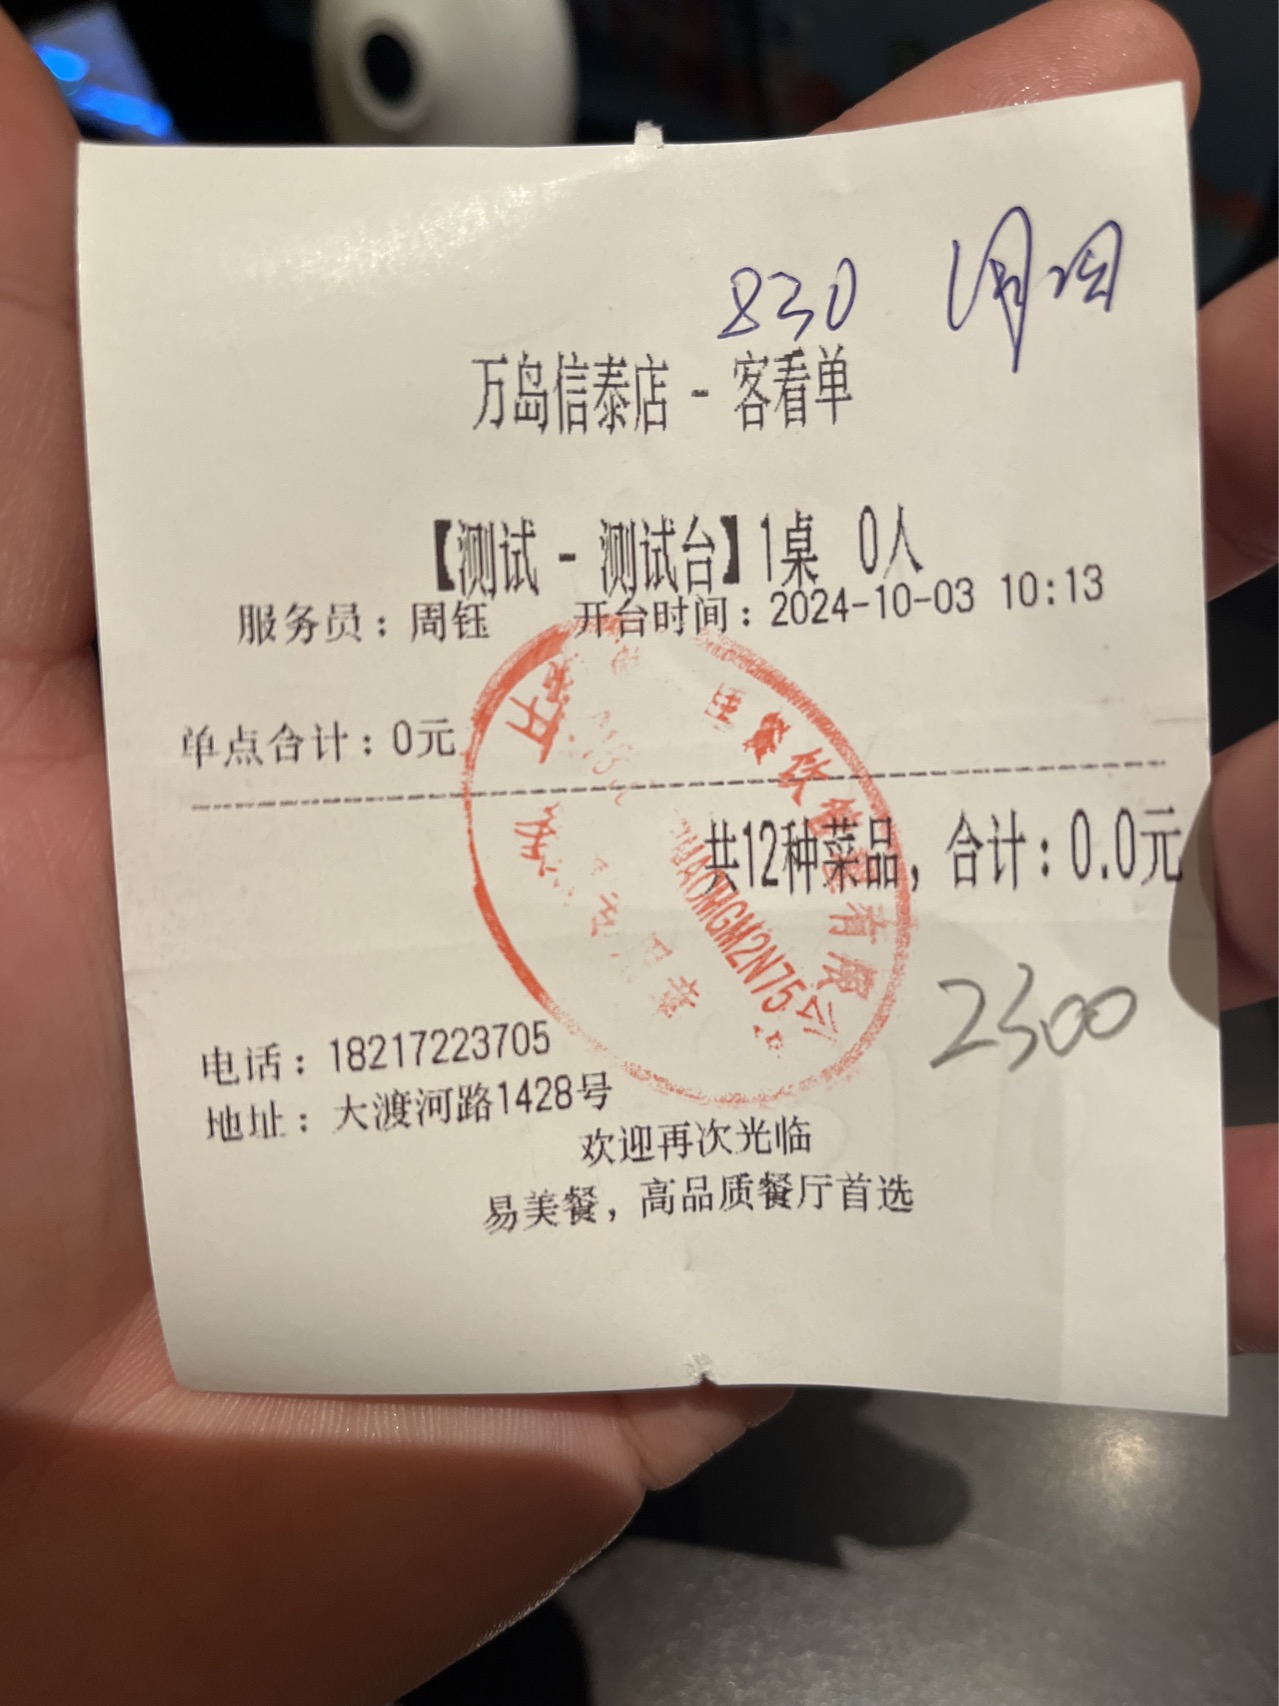 830
万岛信泰店 - 客看单
【测试 - 测试台】1桌 0人
服务员：周钰 开台时间：2024-10-03 10:13
单点合计：0元
共12种菜品，合计：0.0元
2300
电话：18217223705
地址：大渡河路1428号
欢迎再次光临
易美餐，高品质餐厅首选